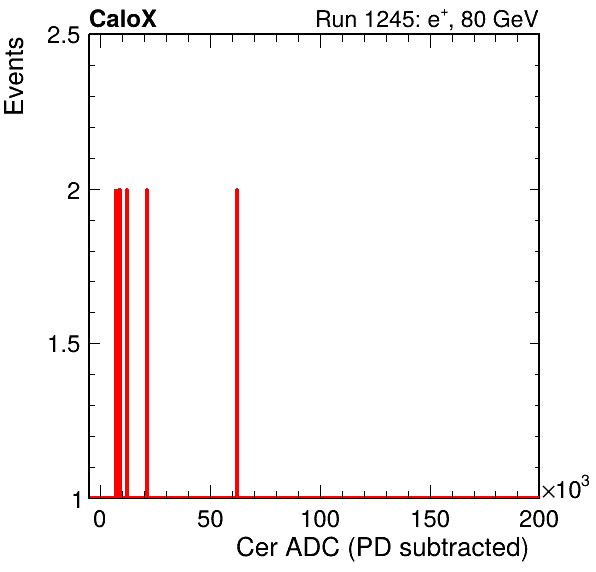 CaloX Run 1245: e⁺, 80 GeV
Events
2.5
2
1.5
1
0 50 100 150 200
×10³
Cer ADC (PD subtracted)